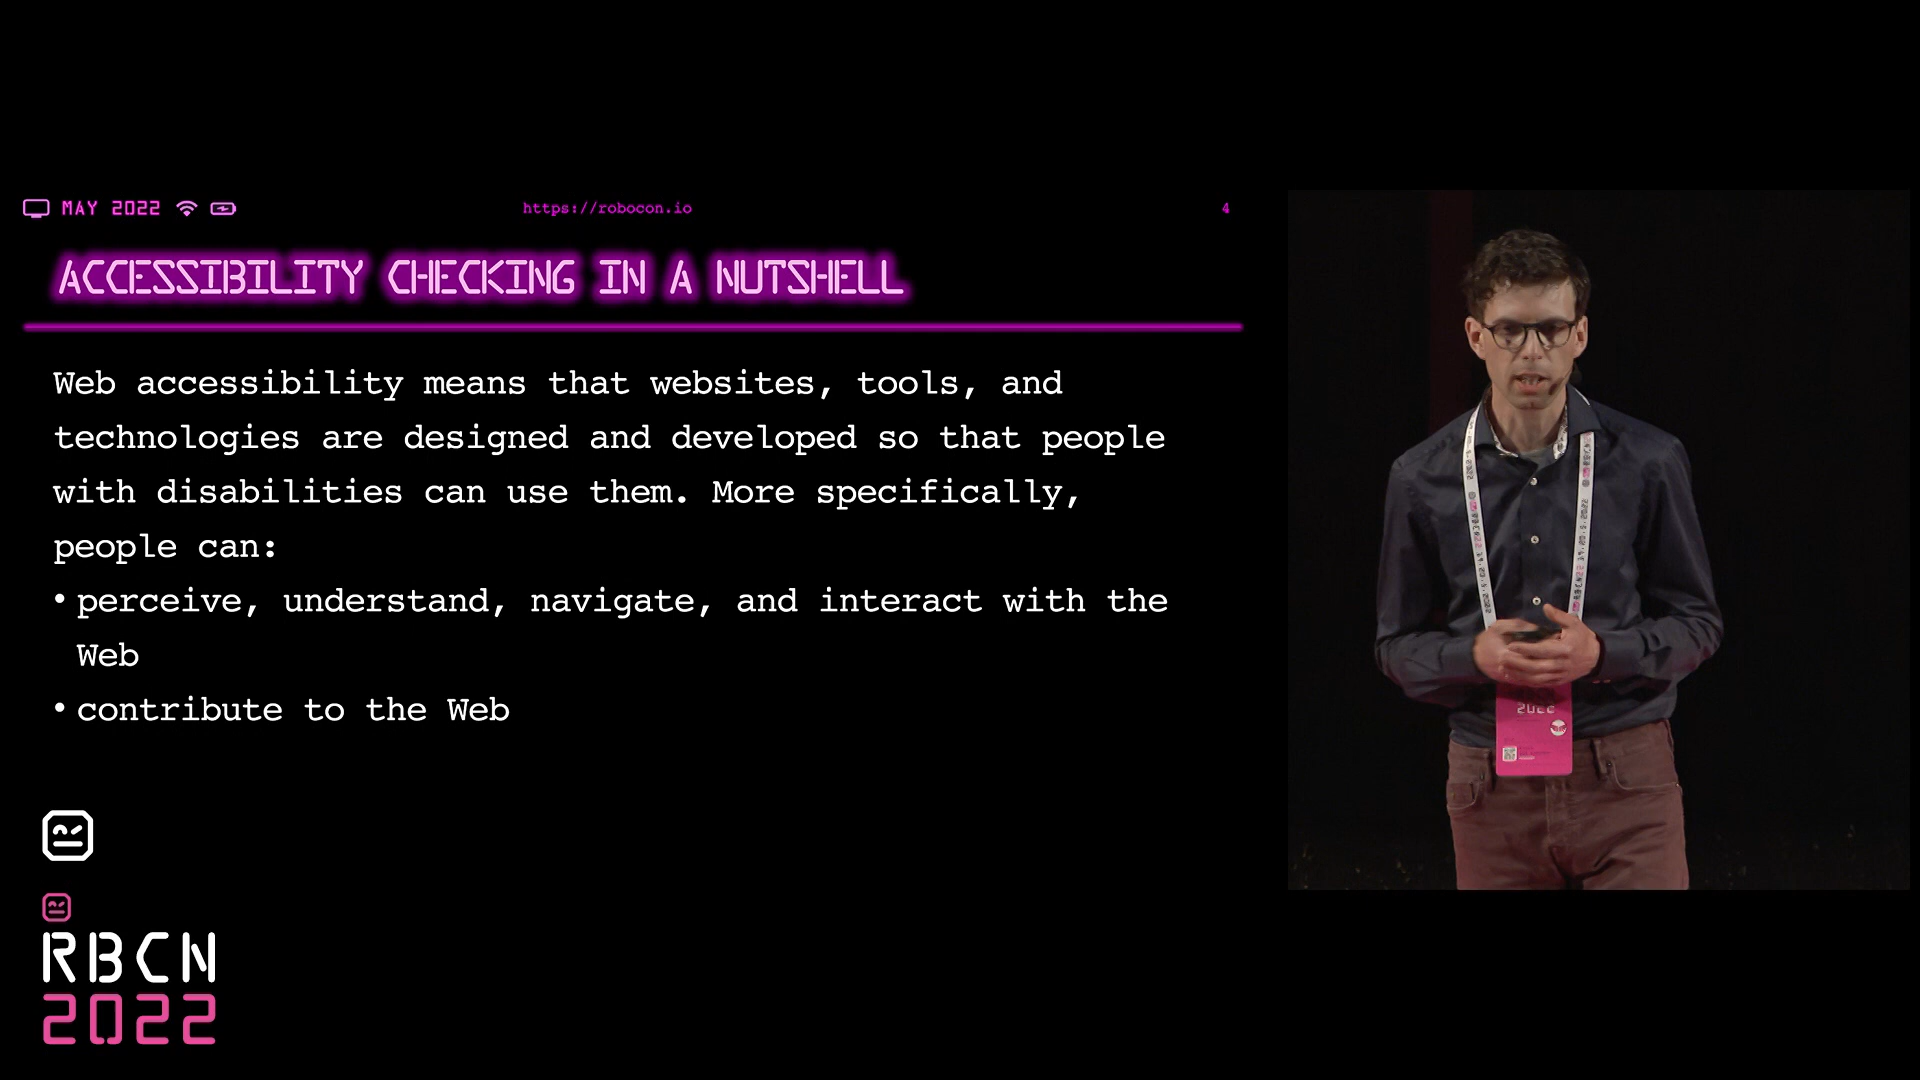 MAY 2022
https://robocon.io
4
ACCESSIBILITY CHECKING IN A NUTSHELL
Web accessibility means that websites, tools, and
technologies are designed and developed so that people
with disabilities can use them. More specifically,
people can:
• perceive, understand, navigate, and interact with the
Web
• contribute to the Web
RBCN
2022
2022